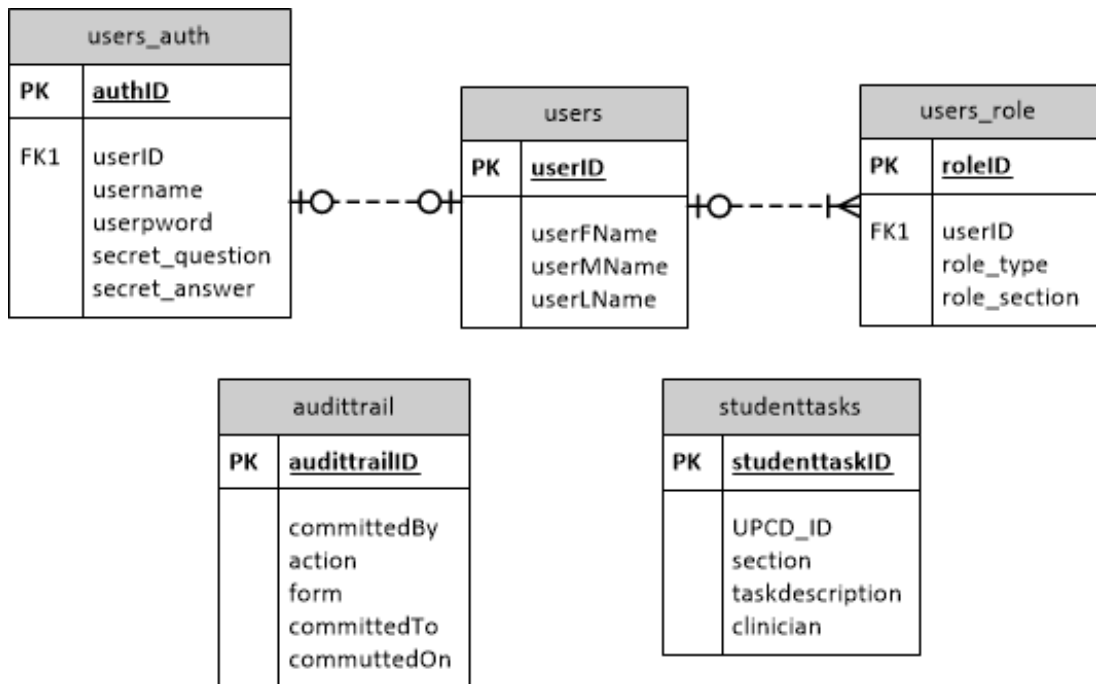 users_auth
PK authID
FK1 userID
username
userpword
secret_question
secret_answer
users
PK userID
userFName
userMName
userLName
users_role
PK roleID
FK1 userID
role_type
role_section
audittrail
PK audittrailID
committedBy
action
form
committedTo
commuttedOn
studenttasks
PK studenttaskID
UPCD_ID
section
taskdescription
clinician